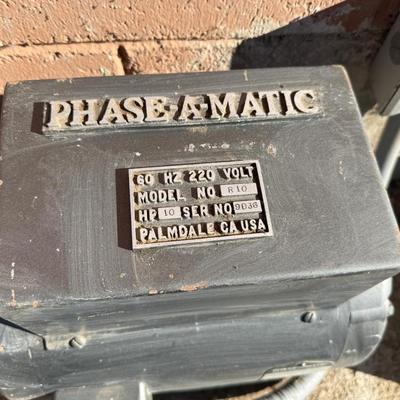 PHASE-A-MATIC
60 HZ 220 VOLT
MODEL NO R10
HP 10 SER NO 9036
PALMDALE CA USA